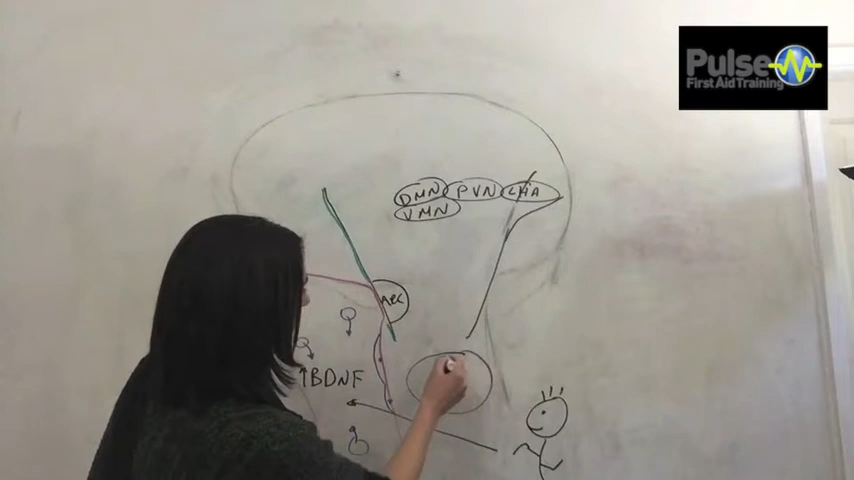 Pulse
First Aid Training
DMN PVN LHA
VMN
ARC
↑BDNF